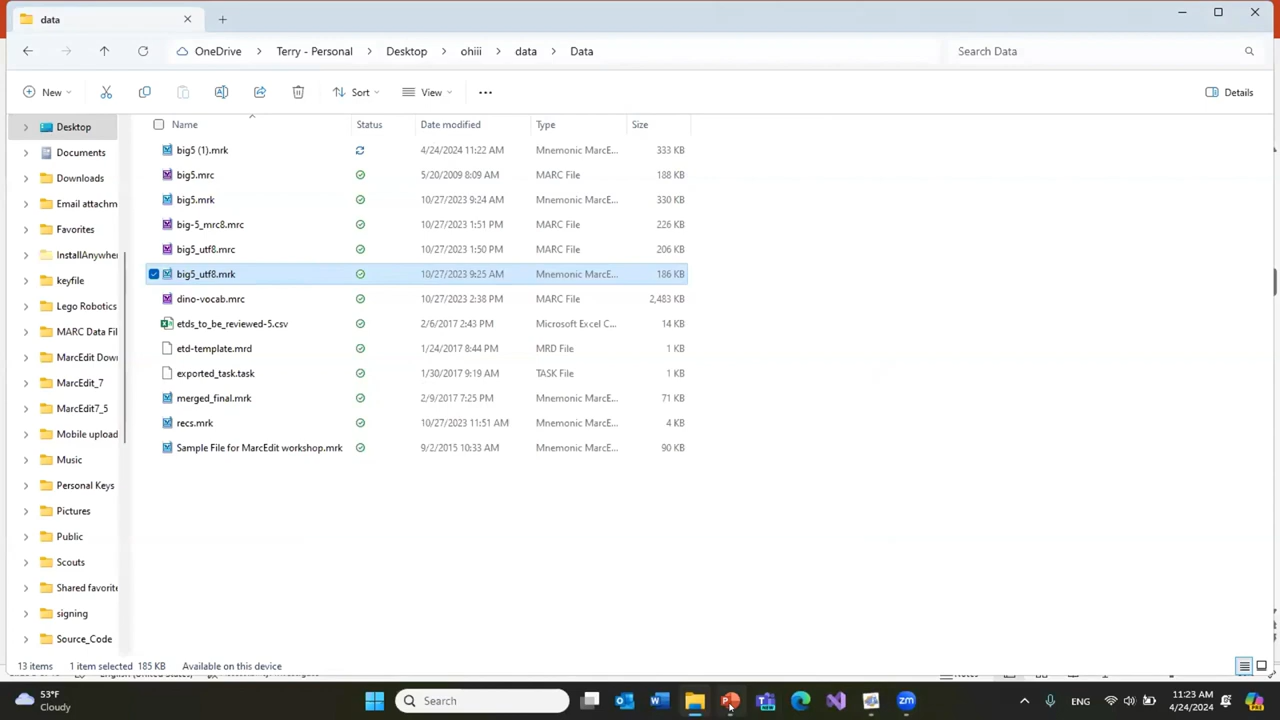 data
OneDrive > Terry - Personal > Desktop > ohiii > data > Data
Search Data
New
Sort
View
Details
Name Status Date modified Type Size
Desktop
Documents
Downloads
Email attachm
Favorites
InstallAnywher
keyfile
Lego Robotics
MARC Data Fil
MarcEdit Dow
MarcEdit_7
MarcEdit7_5
Mobile upload
Music
Personal Keys
Pictures
Public
Scouts
Shared favorite
signing
Source_Code
big5 (1).mrk 4/24/2024 11:22 AM Mnemonic MarcE... 333 KB
big5.mrc 5/20/2009 8:09 AM MARC File 188 KB
big5.mrk 10/27/2023 9:24 AM Mnemonic MarcE... 330 KB
big-5_mrc8.mrc 10/27/2023 1:51 PM MARC File 226 KB
big5_utf8.mrc 10/27/2023 1:50 PM MARC File 206 KB
big5_utf8.mrk 10/27/2023 9:25 AM Mnemonic MarcE... 186 KB
dino-vocab.mrc 10/27/2023 2:38 PM MARC File 2,483 KB
etds_to_be_reviewed-5.csv 2/6/2017 2:43 PM Microsoft Excel C... 14 KB
etd-template.mrd 1/24/2017 8:44 PM MRD File 1 KB
exported_task.task 1/30/2017 9:19 AM TASK File 1 KB
merged_final.mrk 2/9/2017 7:25 PM Mnemonic MarcE... 71 KB
recs.mrk 10/27/2023 11:51 AM Mnemonic MarcE... 4 KB
Sample File for MarcEdit workshop.mrk 9/2/2015 10:33 AM Mnemonic MarcE... 90 KB
13 items 1 item selected 185 KB Available on this device
53°F
Cloudy
Search
zm
ENG
11:23 AM
4/24/2024